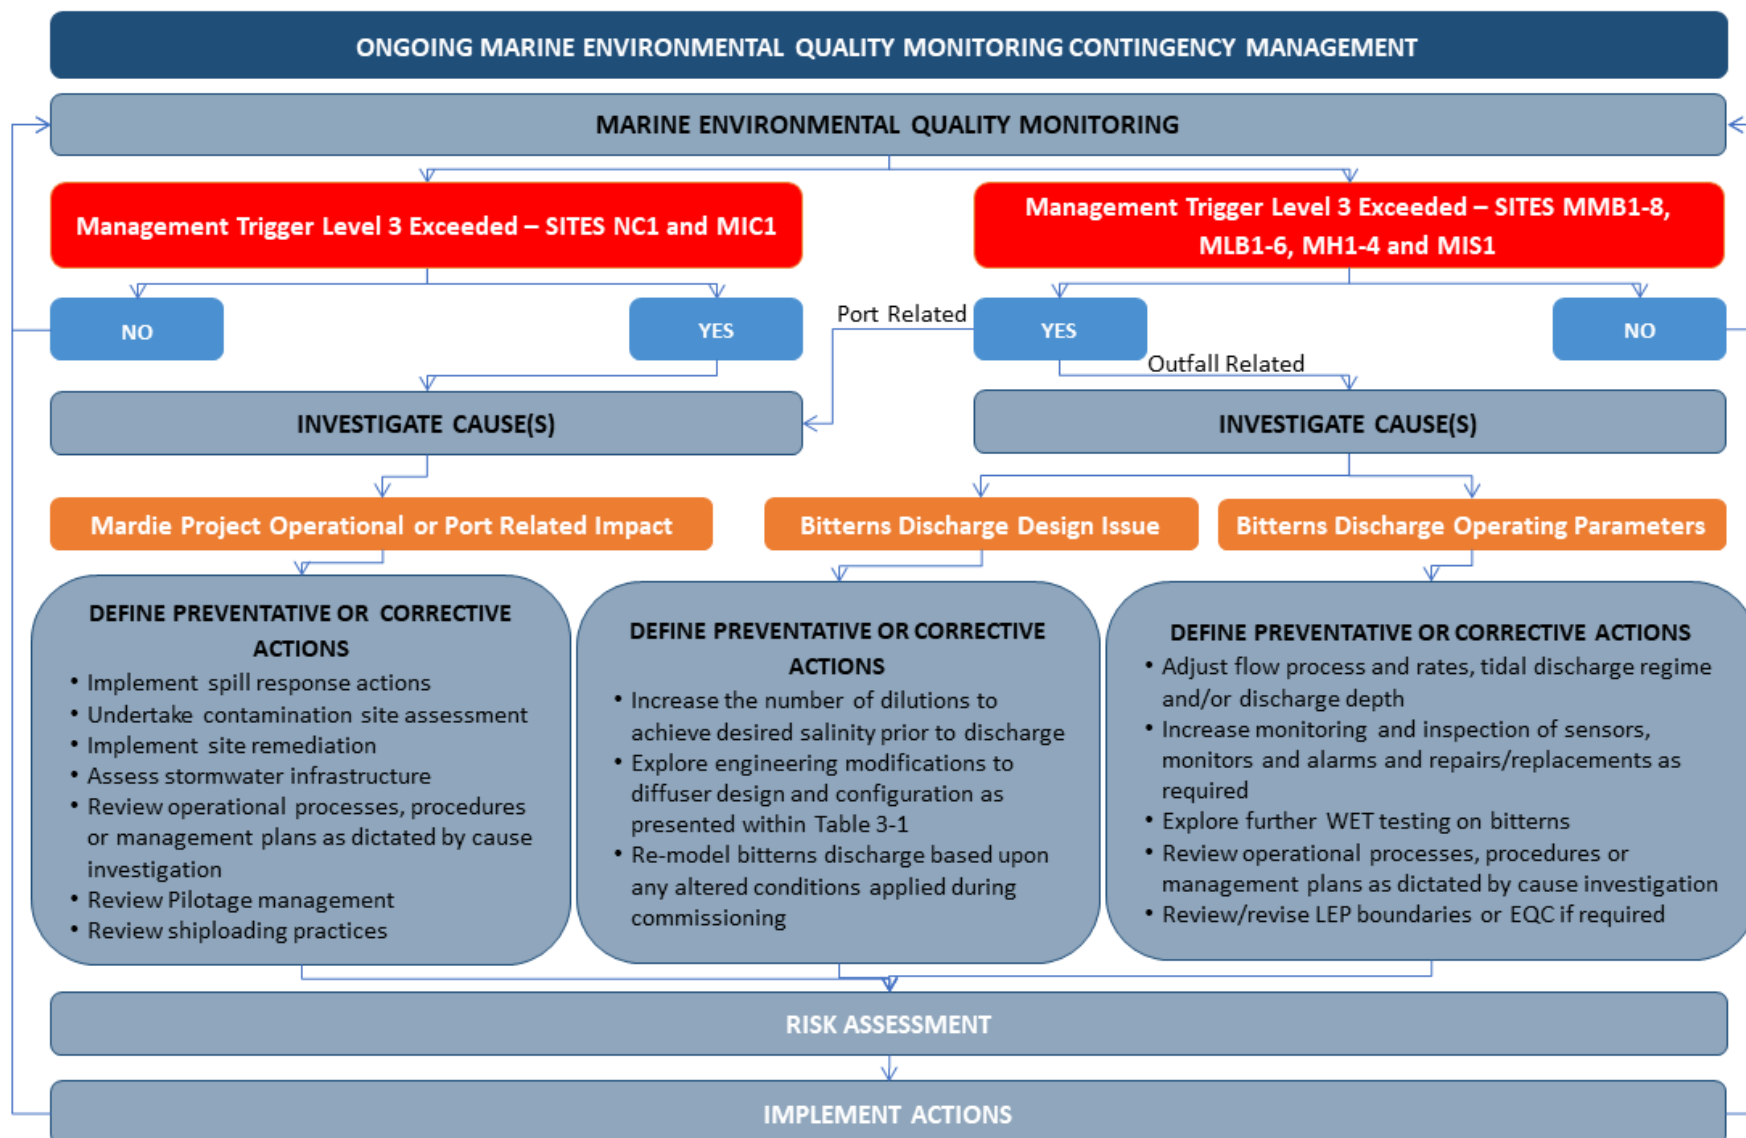 ONGOING MARINE ENVIRONMENTAL QUALITY MONITORING CONTINGENCY MANAGEMENT
MARINE ENVIRONMENTAL QUALITY MONITORING
Management Trigger Level 3 Exceeded – SITES NC1 and MIC1
Management Trigger Level 3 Exceeded – SITES MMB1-8,
MLB1-6, MH1-4 and MIS1
NO
YES
Port Related
YES
NO
Outfall Related
INVESTIGATE CAUSE(S)
INVESTIGATE CAUSE(S)
Mardie Project Operational or Port Related Impact
Bitterns Discharge Design Issue
Bitterns Discharge Operating Parameters
DEFINE PREVENTATIVE OR CORRECTIVE
ACTIONS
• Implement spill response actions
• Undertake contamination site assessment
• Implement site remediation
• Assess stormwater infrastructure
• Review operational processes, procedures
or management plans as dictated by cause
investigation
• Review Pilotage management
• Review shiploading practices
DEFINE PREVENTATIVE OR CORRECTIVE
ACTIONS
• Increase the number of dilutions to
achieve desired salinity prior to discharge
• Explore engineering modifications to
diffuser design and configuration as
presented within Table 3-1
• Re-model bitterns discharge based upon
any altered conditions applied during
commissioning
DEFINE PREVENTATIVE OR CORRECTIVE ACTIONS
• Adjust flow process and rates, tidal discharge regime
and/or discharge depth
• Increase monitoring and inspection of sensors,
monitors and alarms and repairs/replacements as
required
• Explore further WET testing on bitterns
• Review operational processes, procedures or
management plans as dictated by cause investigation
• Review/revise LEP boundaries or EQC if required
RISK ASSESSMENT
IMPLEMENT ACTIONS